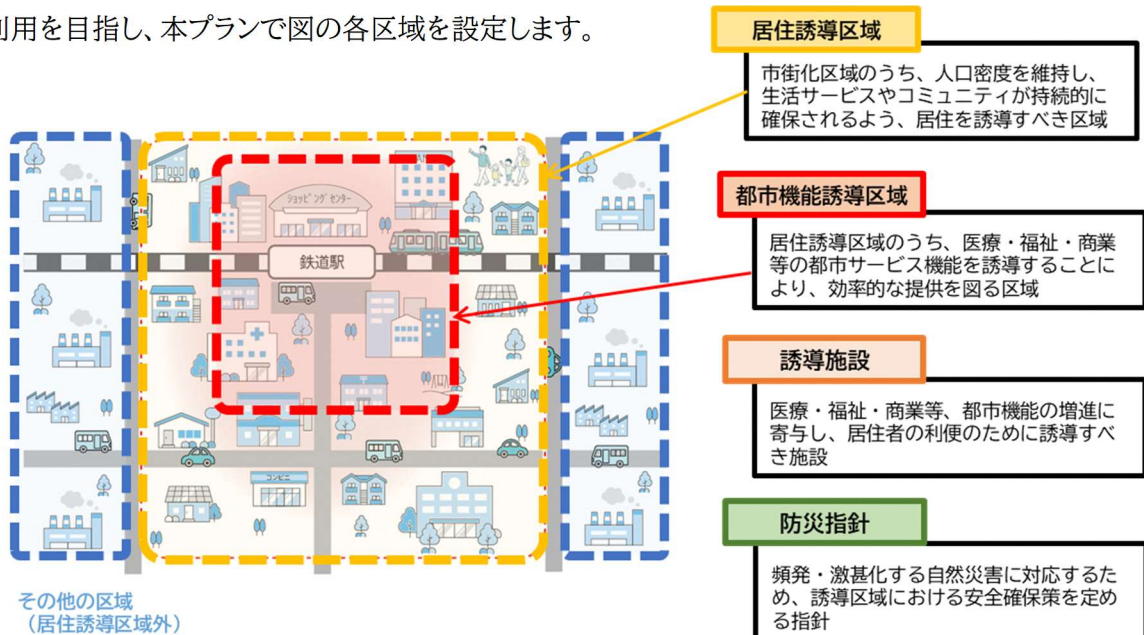 利用を目指し、本プランで図の各区域を設定します。
居住誘導区域
市街化区域のうち、人口密度を維持し、
生活サービスやコミュニティが持続的に
確保されるよう、居住を誘導すべき区域
都市機能誘導区域
居住誘導区域のうち、医療・福祉・商業
等の都市サービス機能を誘導することに
より、効率的な提供を図る区域
誘導施設
医療・福祉・商業等、都市機能の増進に
寄与し、居住者の利便のために誘導すべ
き施設
防災指針
頻発・激甚化する自然災害に対応するた
め、誘導区域における安全確保策を定め
る指針
ショッピングセンター
鉄道駅
コンビニ
その他の区域
（居住誘導区域外）